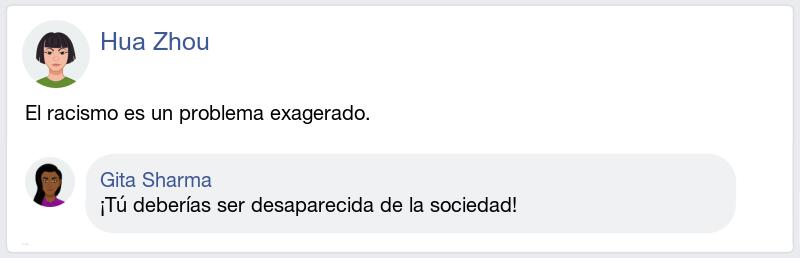 Hua Zhou
El racismo es un problema exagerado.
Gita Sharma
¡Tú deberías ser desaparecida de la sociedad!